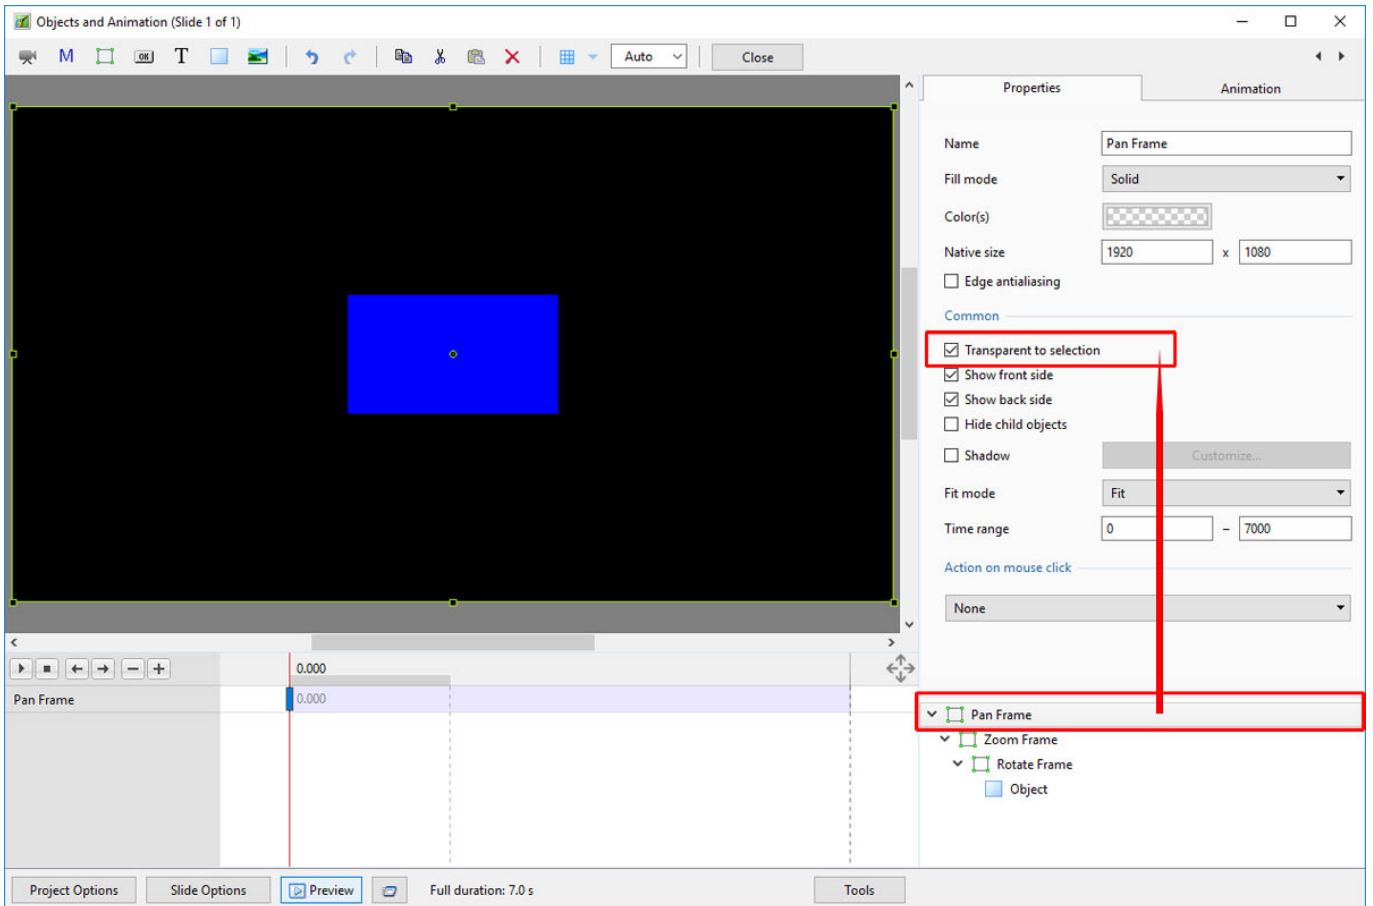 Objects and Animation (Slide 1 of 1)
M OK T Auto Close
Properties Animation
Name Pan Frame
Fill mode Solid
Color(s)
Native size 1920 x 1080
Edge antialiasing
Common
Transparent to selection
Show front side
Show back side
Hide child objects
Shadow Customize...
Fit mode Fit
Time range 0 – 7000
Action on mouse click
None
0.000
Pan Frame 0.000
Pan Frame
Zoom Frame
Rotate Frame
Object
Project Options Slide Options Preview Full duration: 7.0 s Tools